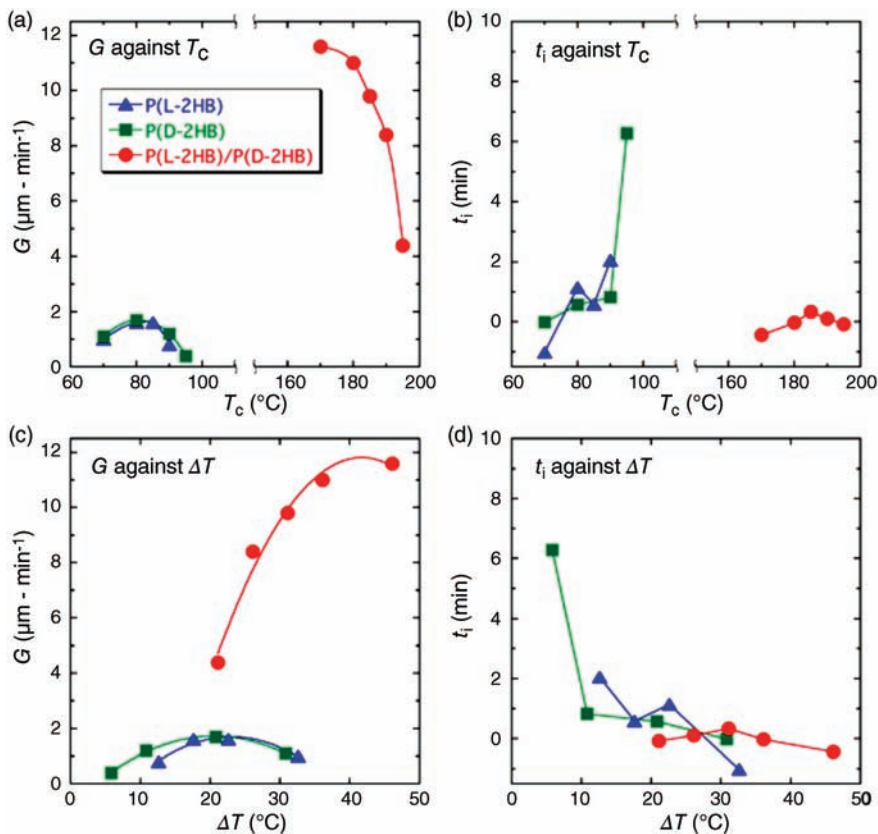 (a)
G against Tc
12
10
8
6
4
2
0
G (μm - min-1)
P(L-2HB)
P(D-2HB)
P(L-2HB)/P(D-2HB)
60 80 100 160 180 200
Tc (°C)
(b)
ti against Tc
10
8
6
4
2
0
ti (min)
60 80 100 160 180 200
Tc (°C)
(c)
G against ΔT
12
10
8
6
4
2
0
G (μm - min-1)
0 10 20 30 40 50
ΔT (°C)
(d)
ti against ΔT
10
8
6
4
2
0
ti (min)
0 10 20 30 40 50
ΔT (°C)